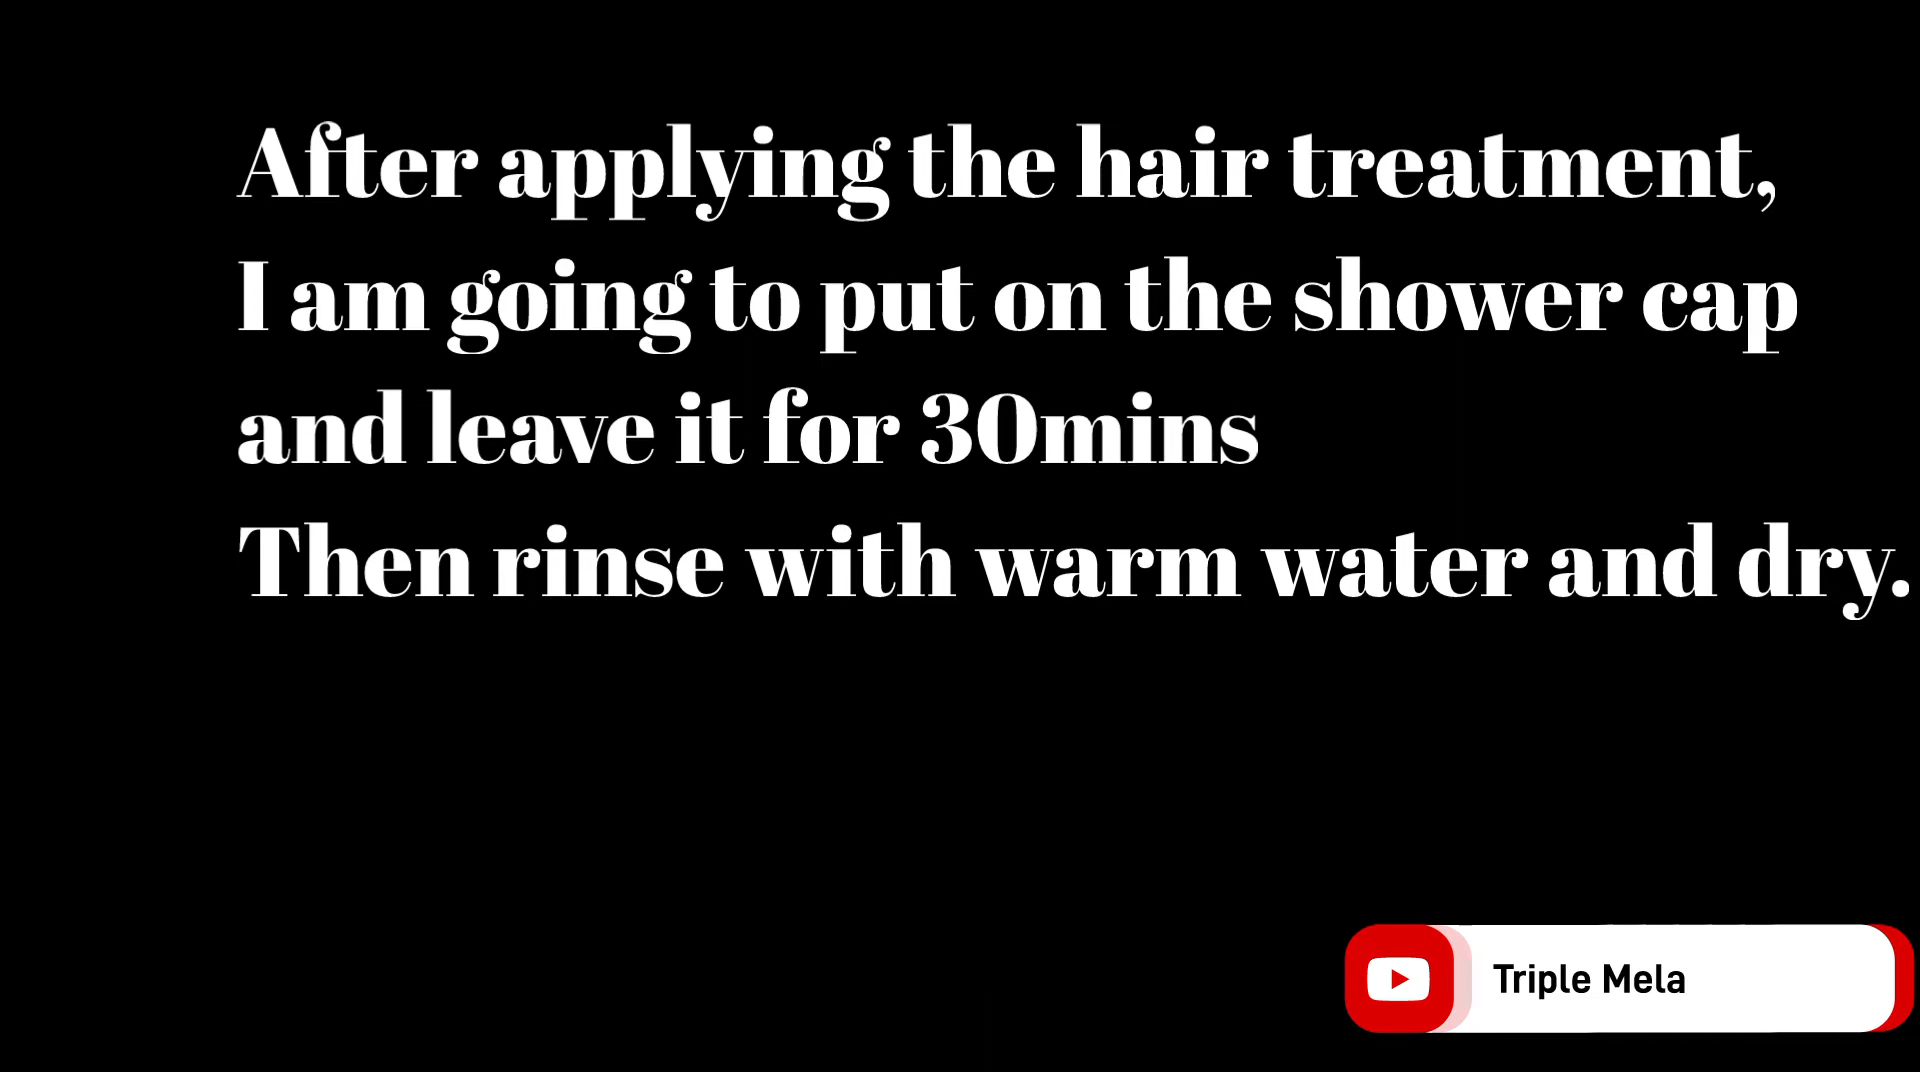 After applying the hair treatment,
I am going to put on the shower cap
and leave it for 30mins
Then rinse with warm water and dry.
Triple Mela